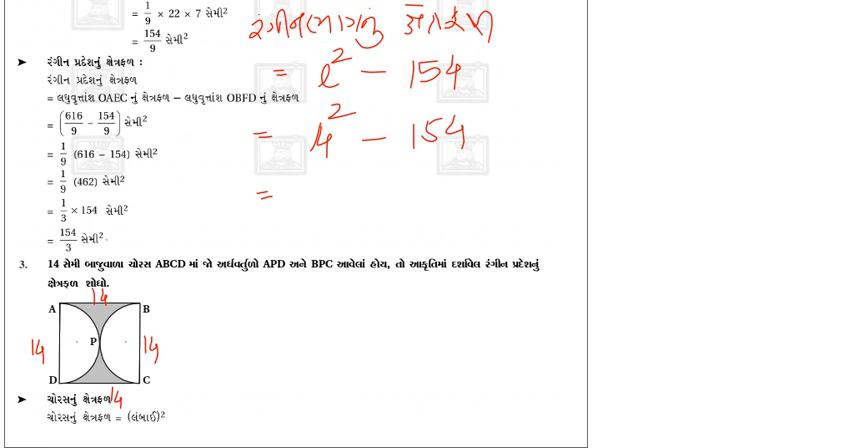 = 1/9 × 22 × 7 સેમી²
= 154/9 સેમી²
➤ રંગીન પ્રદેશનું ક્ષેત્રફળ :
રંગીન પ્રદેશનું ક્ષેત્રફળ
= લઘુવૃત્તાંશ OAEC નું ક્ષેત્રફળ − લઘુવૃત્તાંશ OBFD નું ક્ષેત્રફળ
= (616/9 − 154/9) સેમી²
= 1/9 (616 − 154) સેમી²
= 1/9 (462) સેમી²
= 1/3 × 154 સેમી²
= 154/3 સેમી²
રંગીન ભાગનું
= l² − 154
= 14² − 154
=
3. 14 સેમી બાજુવાળા ચોરસ ABCD માં જો અર્ધવર્તુળો APD અને BPC આવેલાં હોય, તો આકૃતિમાં દર્શાવેલ રંગીન પ્રદેશનું
ક્ષેત્રફળ શોધો.
14
A B
14 P 14
D C
14
➤ ચોરસનું ક્ષેત્રફળ
ચોરસનું ક્ષેત્રફળ = (લંબાઈ)²